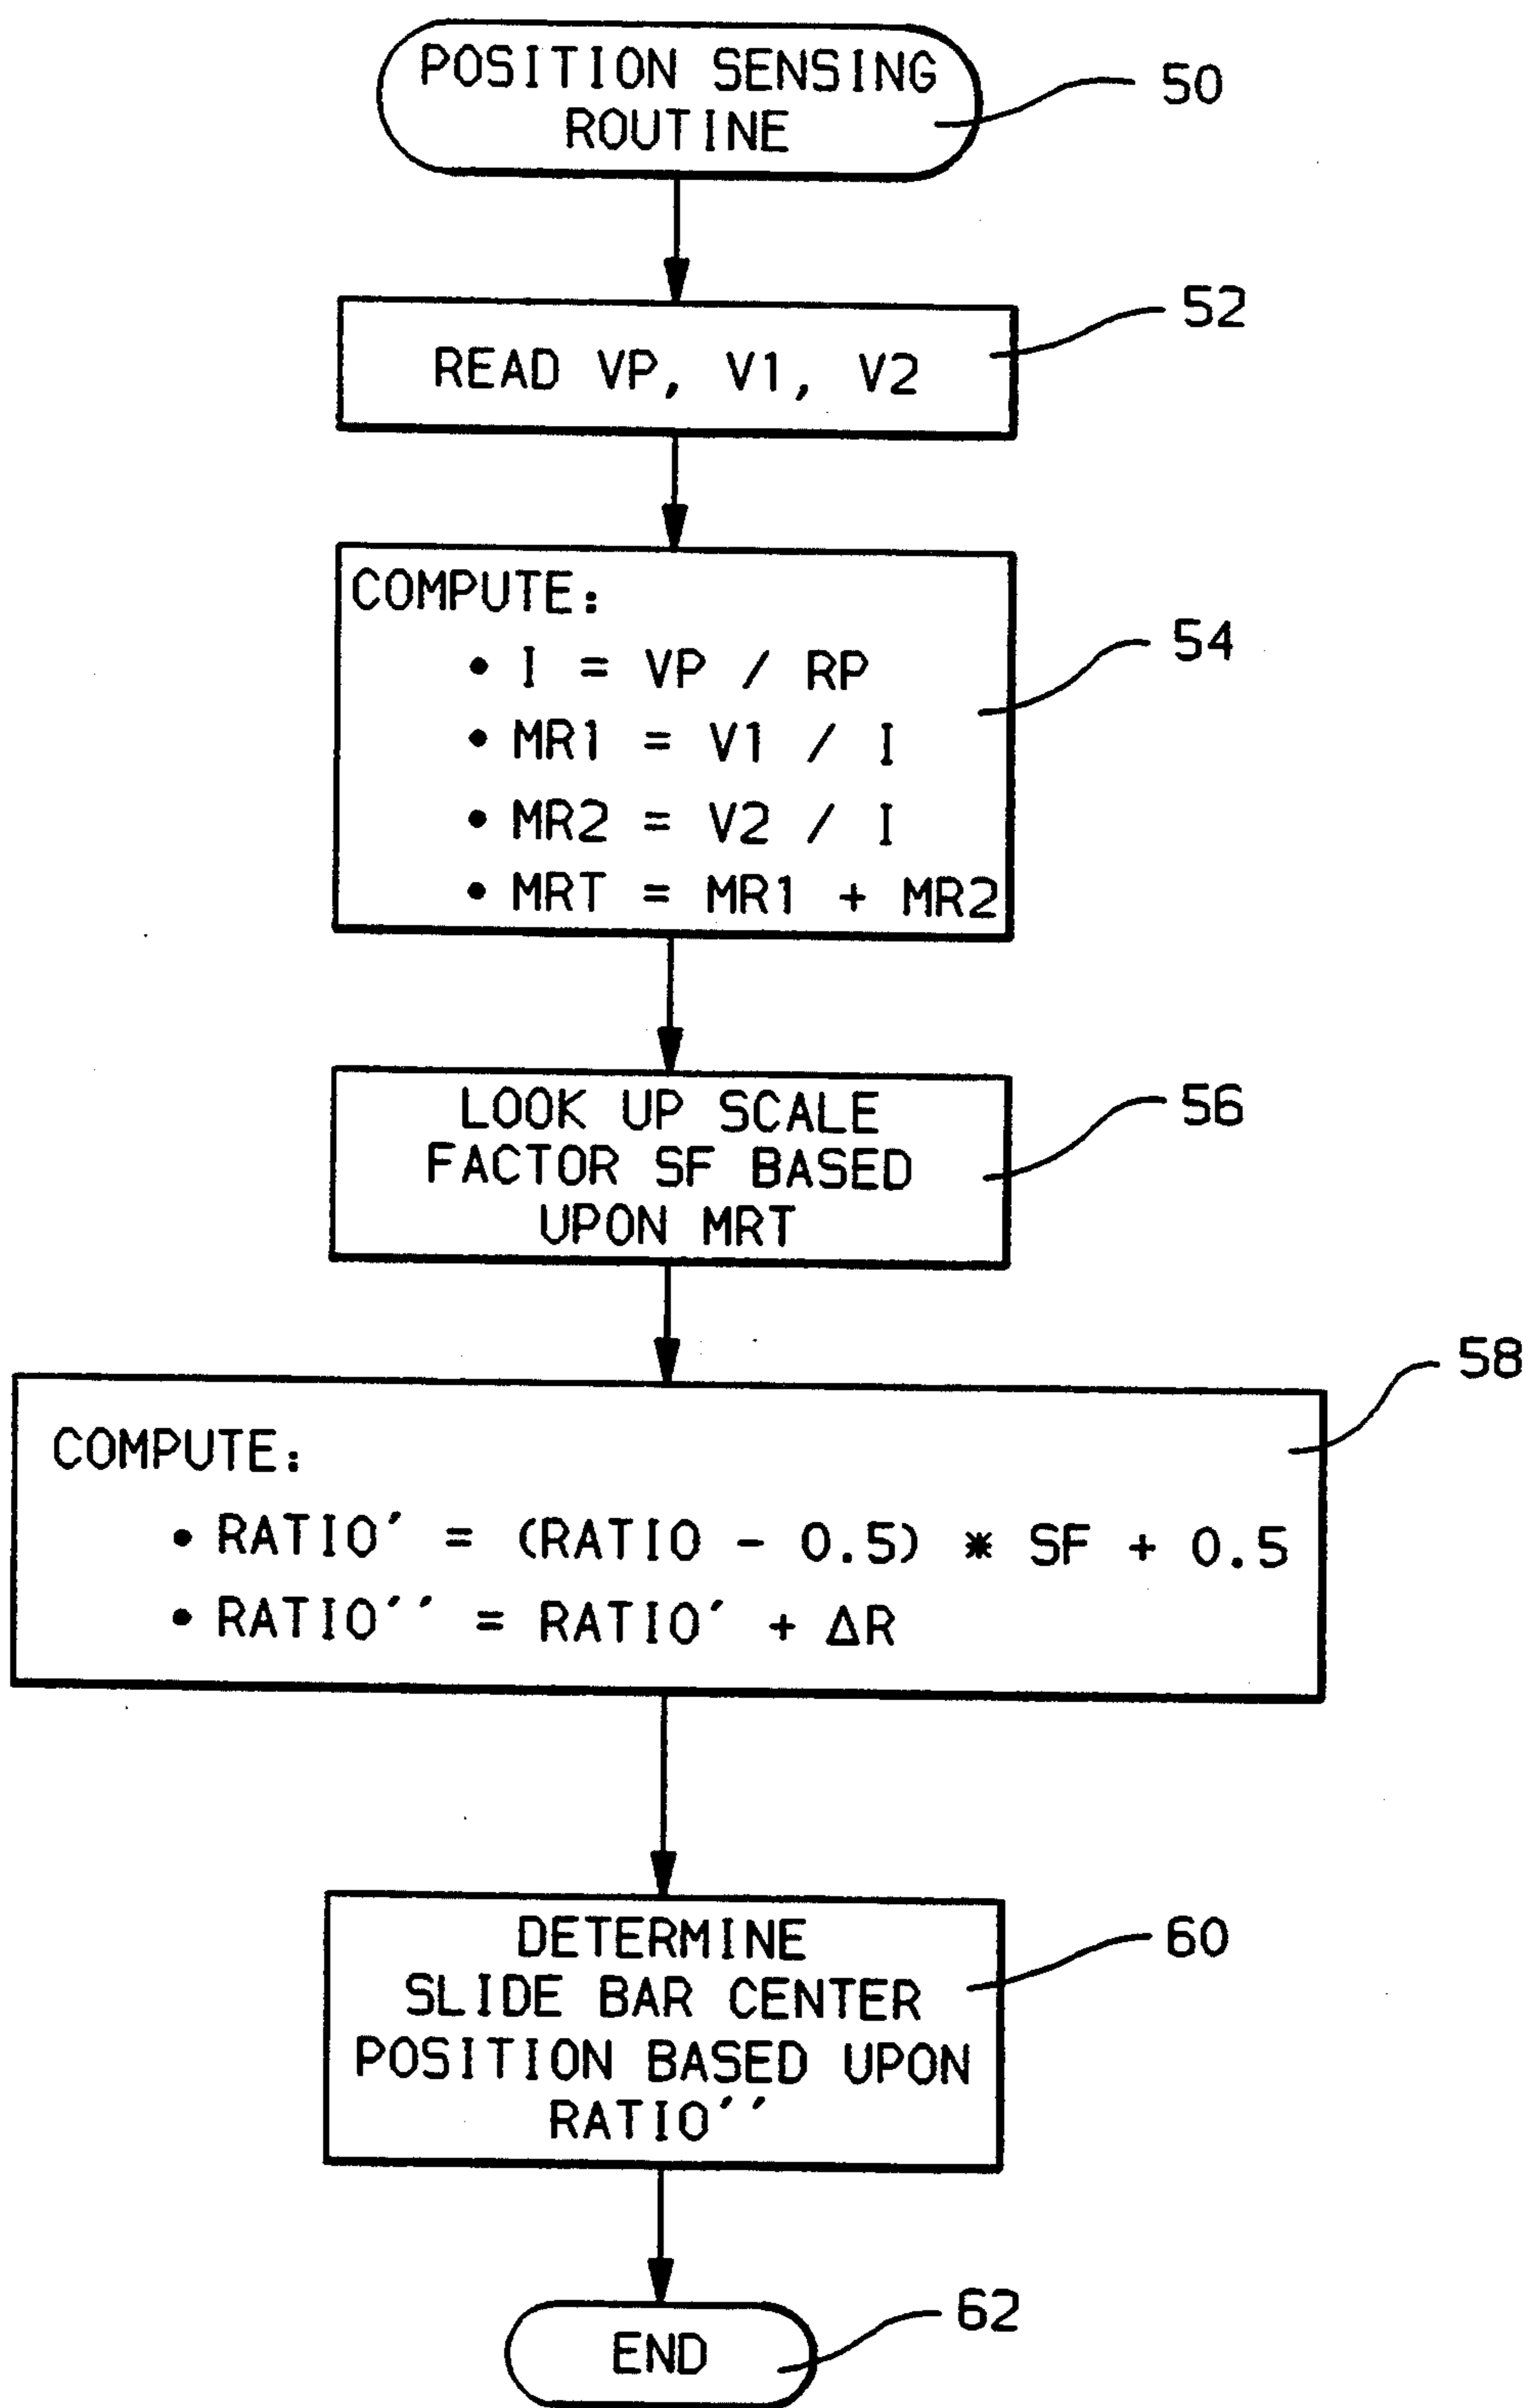 POSITION SENSING
ROUTINE
50
READ VP, V1, V2
52
COMPUTE:
• I = VP / RP
• MR1 = V1 / I
• MR2 = V2 / I
• MRT = MR1 + MR2
54
LOOK UP SCALE
FACTOR SF BASED
UPON MRT
56
COMPUTE:
• RATIO' = (RATIO - 0.5) * SF + 0.5
• RATIO'' = RATIO' + ΔR
58
DETERMINE
SLIDE BAR CENTER
POSITION BASED UPON
RATIO''
60
END
62